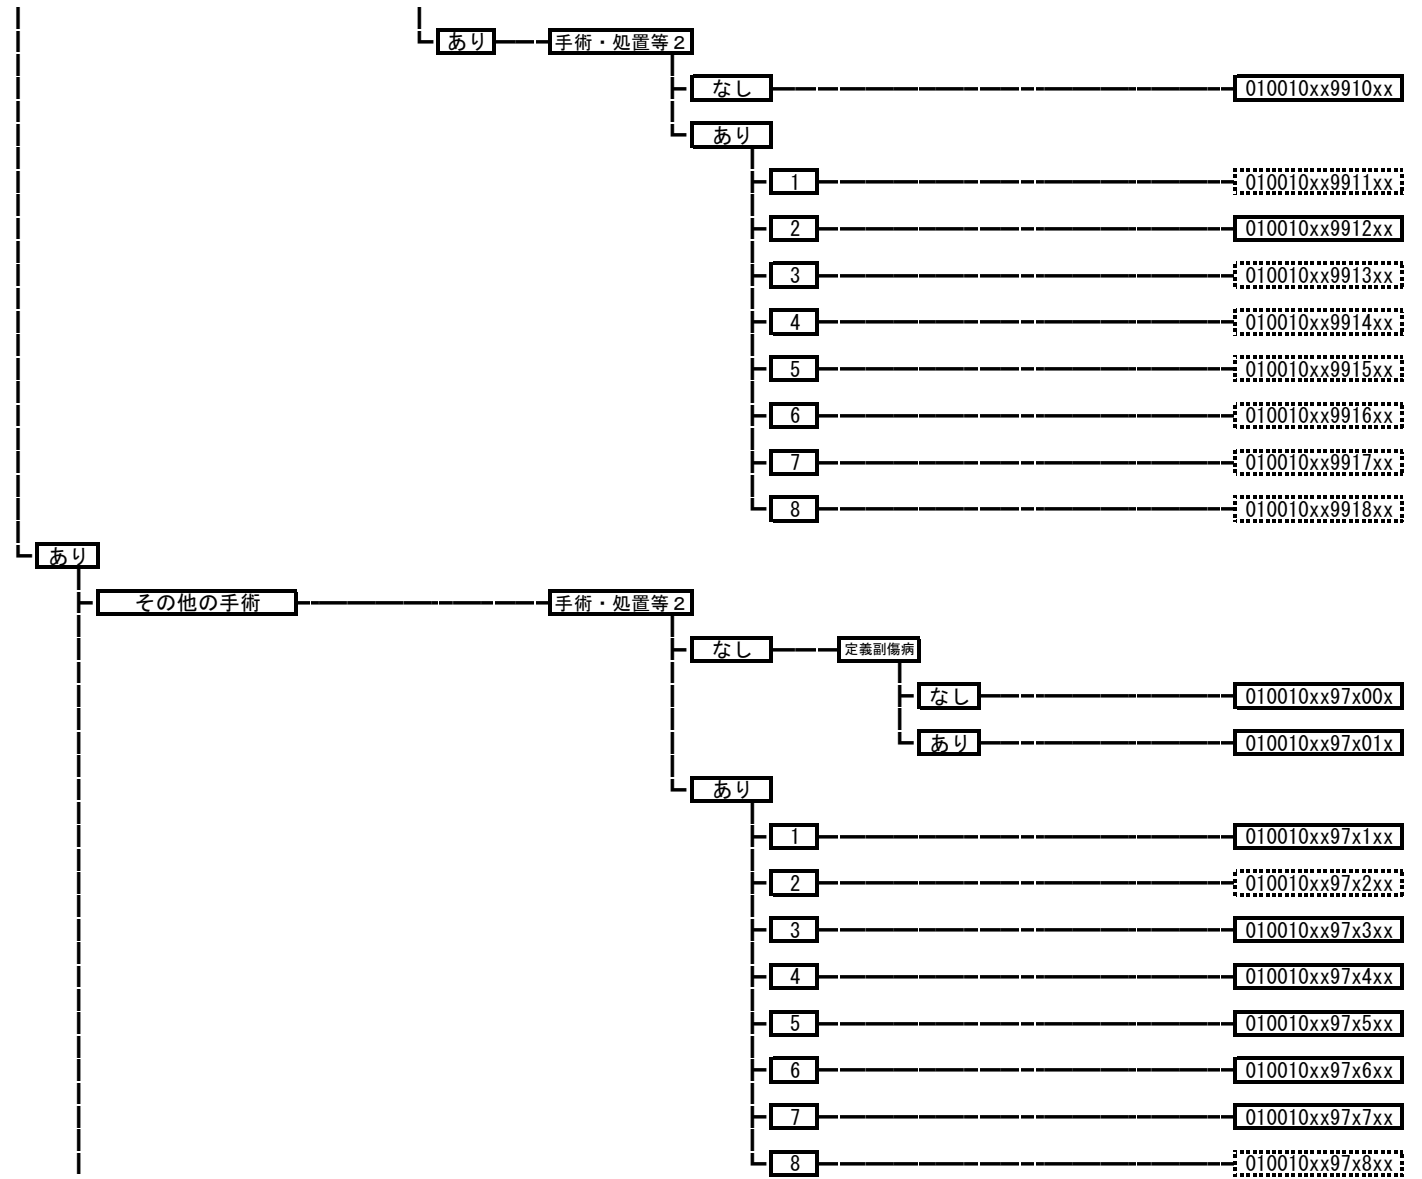 あり 手術・処置等２
なし 010010xx9910xx
あり
1 010010xx9911xx
2 010010xx9912xx
3 010010xx9913xx
4 010010xx9914xx
5 010010xx9915xx
6 010010xx9916xx
7 010010xx9917xx
8 010010xx9918xx
あり
その他の手術 手術・処置等２
なし 定義副傷病
なし 010010xx97x00x
あり 010010xx97x01x
あり
1 010010xx97x1xx
2 010010xx97x2xx
3 010010xx97x3xx
4 010010xx97x4xx
5 010010xx97x5xx
6 010010xx97x6xx
7 010010xx97x7xx
8 010010xx97x8xx